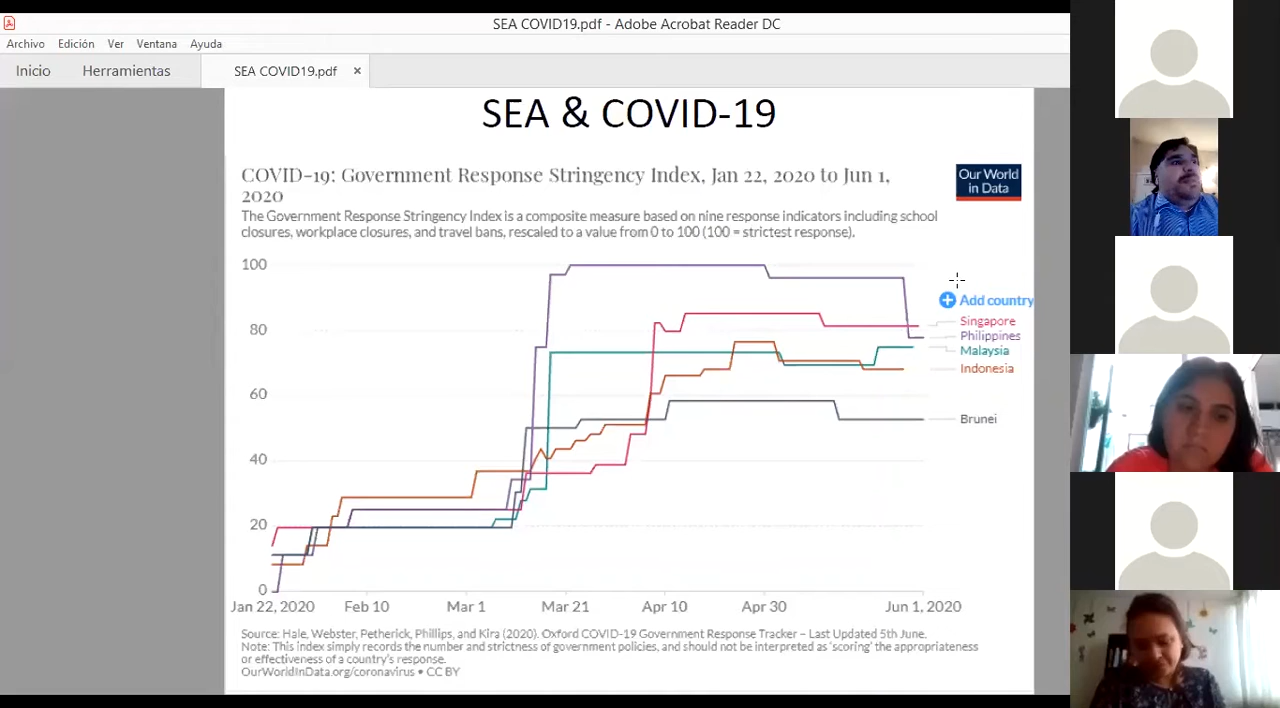 SEA COVID19.pdf - Adobe Acrobat Reader DC
Archivo Edición Ver Ventana Ayuda
Inicio Herramientas SEA COVID19.pdf ×
SEA & COVID-19
COVID-19: Government Response Stringency Index, Jan 22, 2020 to Jun 1,
2020
Our World
in Data
The Government Response Stringency Index is a composite measure based on nine response indicators including school
closures, workplace closures, and travel bans, rescaled to a value from 0 to 100 (100 = strictest response).
100
Add country
Singapore
80
Philippines
Malaysia
Indonesia
60
Brunei
40
20
0
Jan 22, 2020 Feb 10 Mar 1 Mar 21 Apr 10 Apr 30 Jun 1, 2020
Source: Hale, Webster, Petherick, Phillips, and Kira (2020). Oxford COVID-19 Government Response Tracker – Last Updated 5th June.
Note: This index simply records the number and strictness of government policies, and should not be interpreted as 'scoring' the appropriateness
or effectiveness of a country's response.
OurWorldInData.org/coronavirus • CC BY